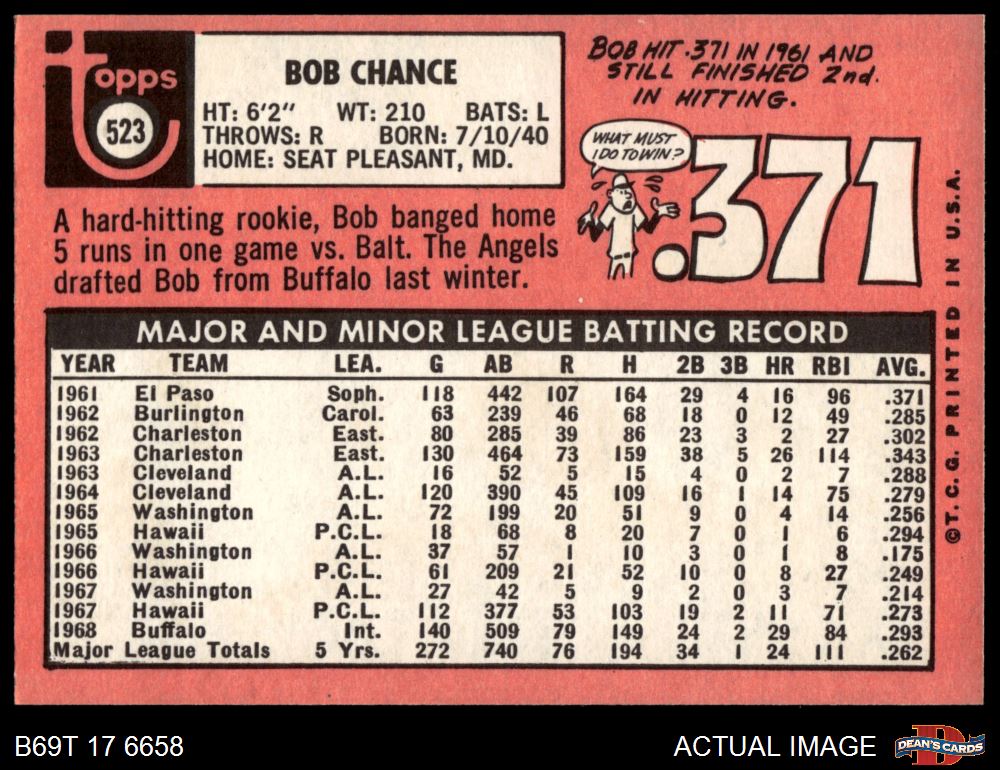 topps
523
BOB CHANCE
HT: 6'2" WT: 210 BATS: L
THROWS: R BORN: 7/10/40
HOME: SEAT PLEASANT, MD.
BOB HIT .371 IN 1961 AND
STILL FINISHED 2nd.
IN HITTING.
WHAT MUST
I DO TO WIN?
.371
A hard-hitting rookie, Bob banged home
5 runs in one game vs. Balt. The Angels
drafted Bob from Buffalo last winter.
MAJOR AND MINOR LEAGUE BATTING RECORD
YEAR TEAM LEA. G AB R H 2B 3B HR RBI AVG.
1961 El Paso Soph. 118 442 107 164 29 4 16 96 .371
1962 Burlington Carol. 63 239 46 68 18 0 12 49 .285
1962 Charleston East. 80 285 39 86 23 3 2 27 .302
1963 Charleston East. 130 464 73 159 38 5 26 114 .343
1963 Cleveland A.L. 16 52 5 15 4 0 2 7 .288
1964 Cleveland A.L. 120 390 45 109 16 1 14 75 .279
1965 Washington A.L. 72 199 20 51 9 0 4 14 .256
1965 Hawaii P.C.L. 18 68 8 20 7 0 1 6 .294
1966 Washington A.L. 37 57 1 10 3 0 1 8 .175
1966 Hawaii P.C.L. 61 209 21 52 10 0 8 27 .249
1967 Washington A.L. 27 42 5 9 2 0 3 7 .214
1967 Hawaii P.C.L. 112 377 53 103 19 2 11 71 .273
1968 Buffalo Int. 140 509 79 149 24 2 29 84 .293
Major League Totals 5 Yrs. 272 740 76 194 34 1 24 111 .262
© T. C. G. PRINTED IN U.S.A.
B69T 17 6658
ACTUAL IMAGE
D
DEAN'S CARDS